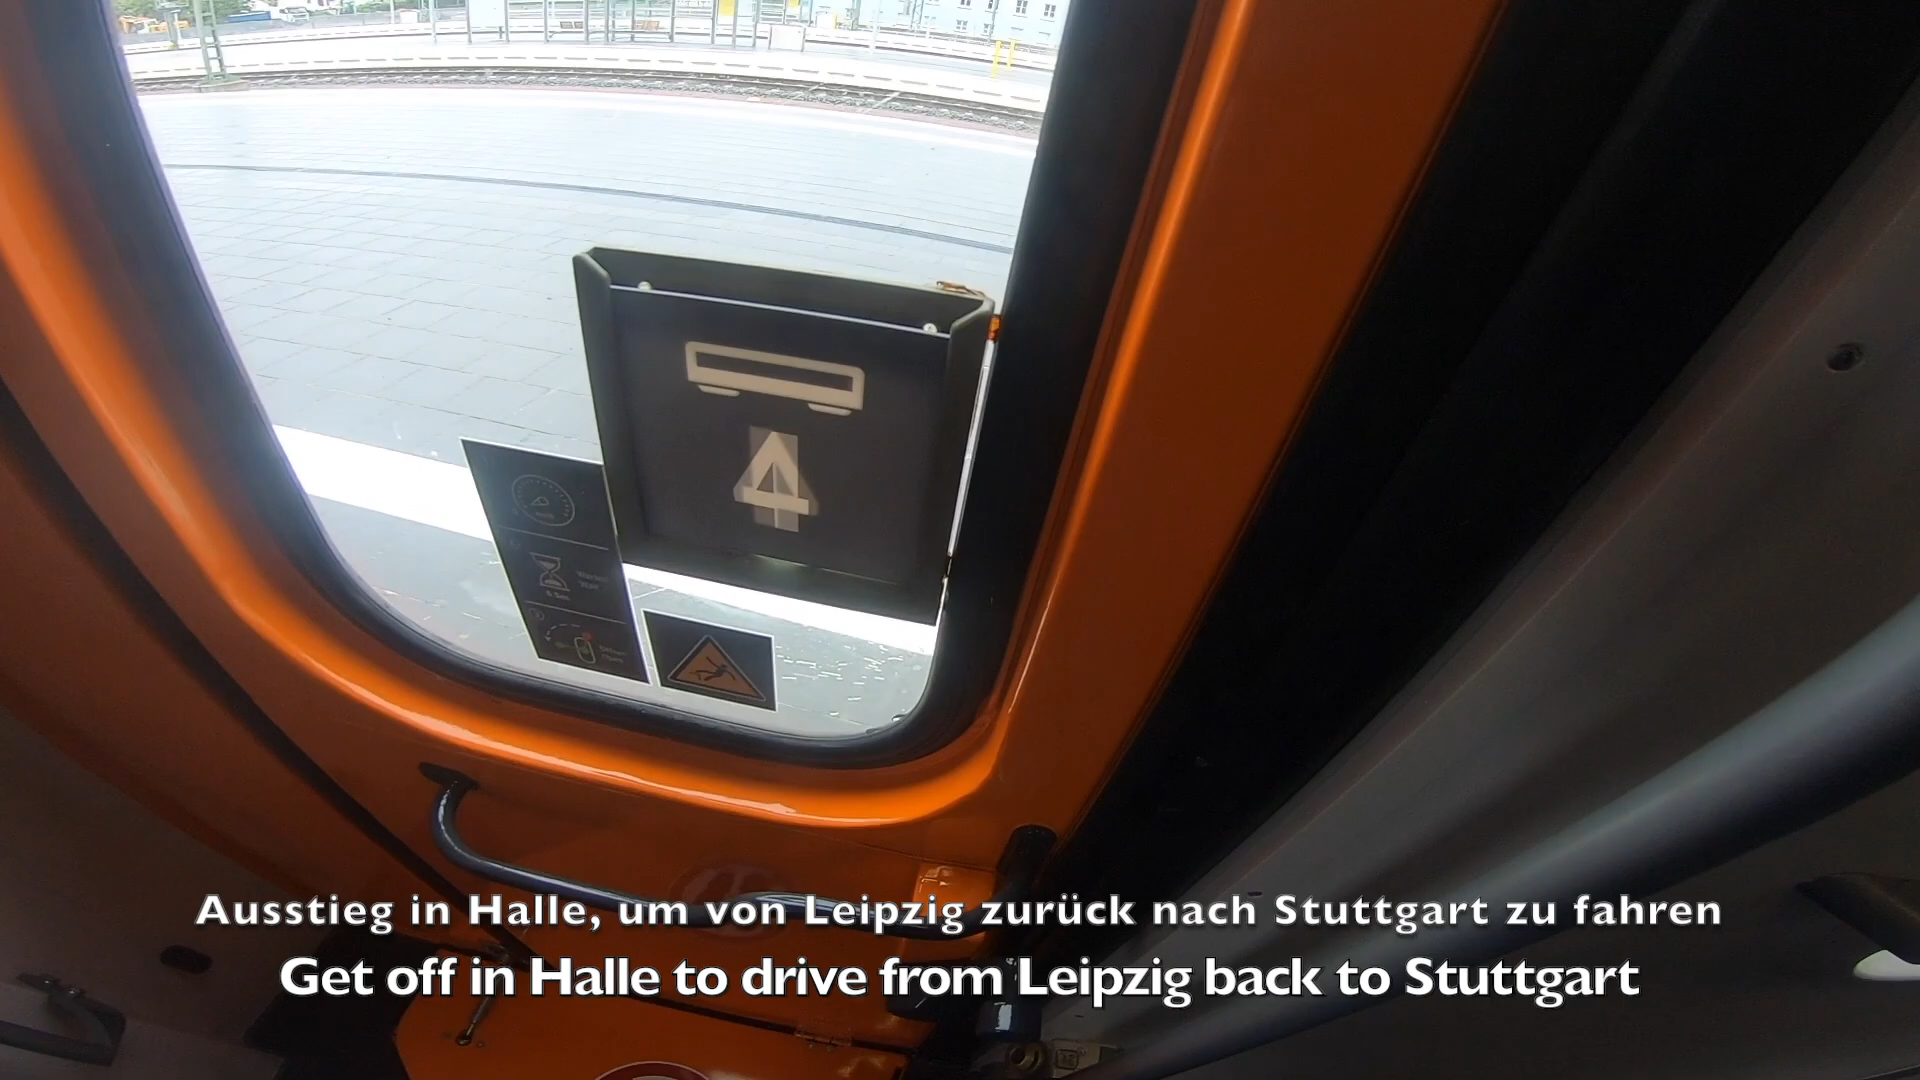 4
Ausstieg in Halle, um von Leipzig zurück nach Stuttgart zu fahren
Get off in Halle to drive from Leipzig back to Stuttgart